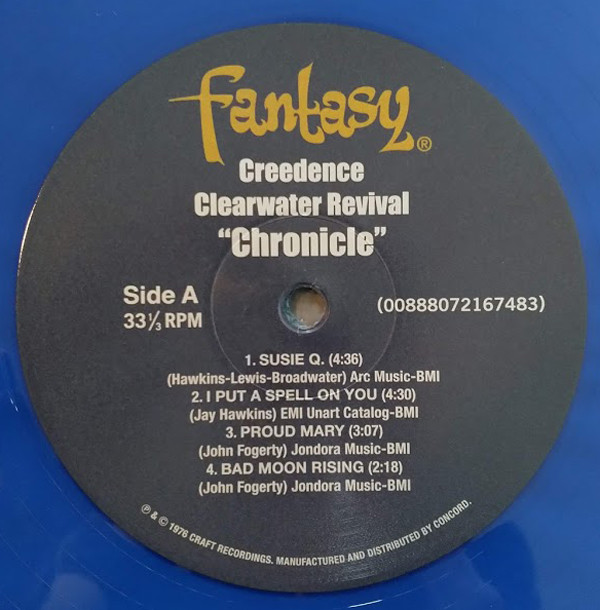 fantasy®
Creedence
Clearwater Revival
“Chronicle”
Side A
33⅓ RPM
(00888072167483)
1. SUSIE Q. (4:36)
(Hawkins-Lewis-Broadwater) Arc Music-BMI
2. I PUT A SPELL ON YOU (4:30)
(Jay Hawkins) EMI Unart Catalog-BMI
3. PROUD MARY (3:07)
(John Fogerty) Jondora Music-BMI
4. BAD MOON RISING (2:18)
(John Fogerty) Jondora Music-BMI
℗ & © 1976 CRAFT RECORDINGS. MANUFACTURED AND DISTRIBUTED BY CONCORD.